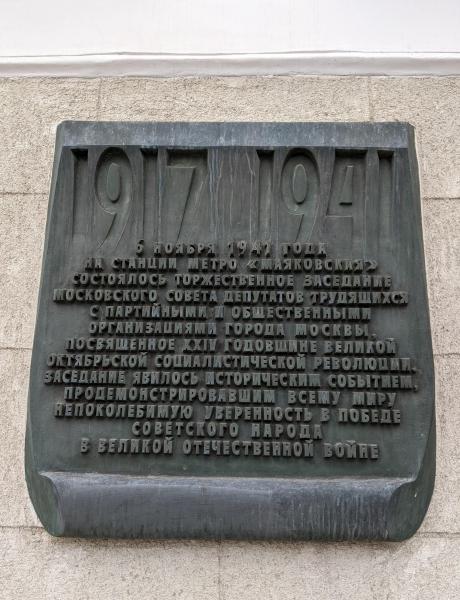 1917 1941
6 НОЯБРЯ 1941 ГОДА
НА СТАНЦИИ МЕТРО «МАЯКОВСКАЯ»
СОСТОЯЛОСЬ ТОРЖЕСТВЕННОЕ ЗАСЕДАНИЕ
МОСКОВСКОГО СОВЕТА ДЕПУТАТОВ ТРУДЯЩИХСЯ
С ПАРТИЙНЫМИ И ОБЩЕСТВЕННЫМИ
ОРГАНИЗАЦИЯМИ ГОРОДА МОСКВЫ,
ПОСВЯЩЕННОЕ XXIV ГОДОВЩИНЕ ВЕЛИКОЙ
ОКТЯБРЬСКОЙ СОЦИАЛИСТИЧЕСКОЙ РЕВОЛЮЦИИ.
ЗАСЕДАНИЕ ЯВИЛОСЬ ИСТОРИЧЕСКИМ СОБЫТИЕМ,
ПРОДЕМОНСТРИРОВАВШИМ ВСЕМУ МИРУ
НЕПОКОЛЕБИМУЮ УВЕРЕННОСТЬ В ПОБЕДЕ
СОВЕТСКОГО НАРОДА
В ВЕЛИКОЙ ОТЕЧЕСТВЕННОЙ ВОЙНЕ